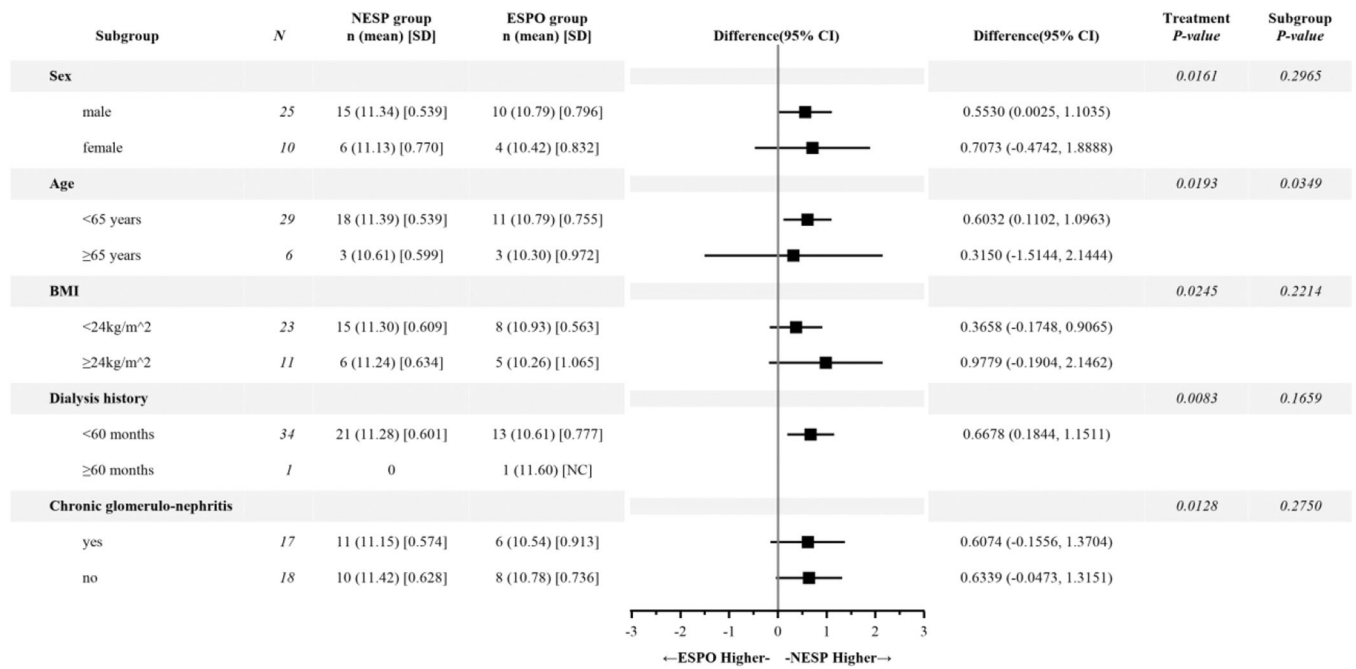 Subgroup N NESP group n (mean) [SD] ESPO group n (mean) [SD] Difference(95% CI) Difference(95% CI) Treatment P-value Subgroup P-value
Sex 0.0161 0.2965
male 25 15 (11.34) [0.539] 10 (10.79) [0.796] 0.5530 (0.0025, 1.1035)
female 10 6 (11.13) [0.770] 4 (10.42) [0.832] 0.7073 (-0.4742, 1.8888)
Age 0.0193 0.0349
<65 years 29 18 (11.39) [0.539] 11 (10.79) [0.755] 0.6032 (0.1102, 1.0963)
≥65 years 6 3 (10.61) [0.599] 3 (10.30) [0.972] 0.3150 (-1.5144, 2.1444)
BMI 0.0245 0.2214
<24kg/m^2 23 15 (11.30) [0.609] 8 (10.93) [0.563] 0.3658 (-0.1748, 0.9065)
≥24kg/m^2 11 6 (11.24) [0.634] 5 (10.26) [1.065] 0.9779 (-0.1904, 2.1462)
Dialysis history 0.0083 0.1659
<60 months 34 21 (11.28) [0.601] 13 (10.61) [0.777] 0.6678 (0.1844, 1.1511)
≥60 months 1 0 1 (11.60) [NC]
Chronic glomerulo-nephritis 0.0128 0.2750
yes 17 11 (11.15) [0.574] 6 (10.54) [0.913] 0.6074 (-0.1556, 1.3704)
no 18 10 (11.42) [0.628] 8 (10.78) [0.736] 0.6339 (-0.0473, 1.3151)
-3 -2 -1 0 1 2 3
←ESPO Higher- -NESP Higher→